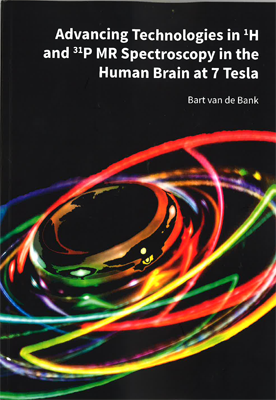 Advancing Technologies in ¹H
and ³¹P MR Spectroscopy in the
Human Brain at 7 Tesla
Bart van de Bank